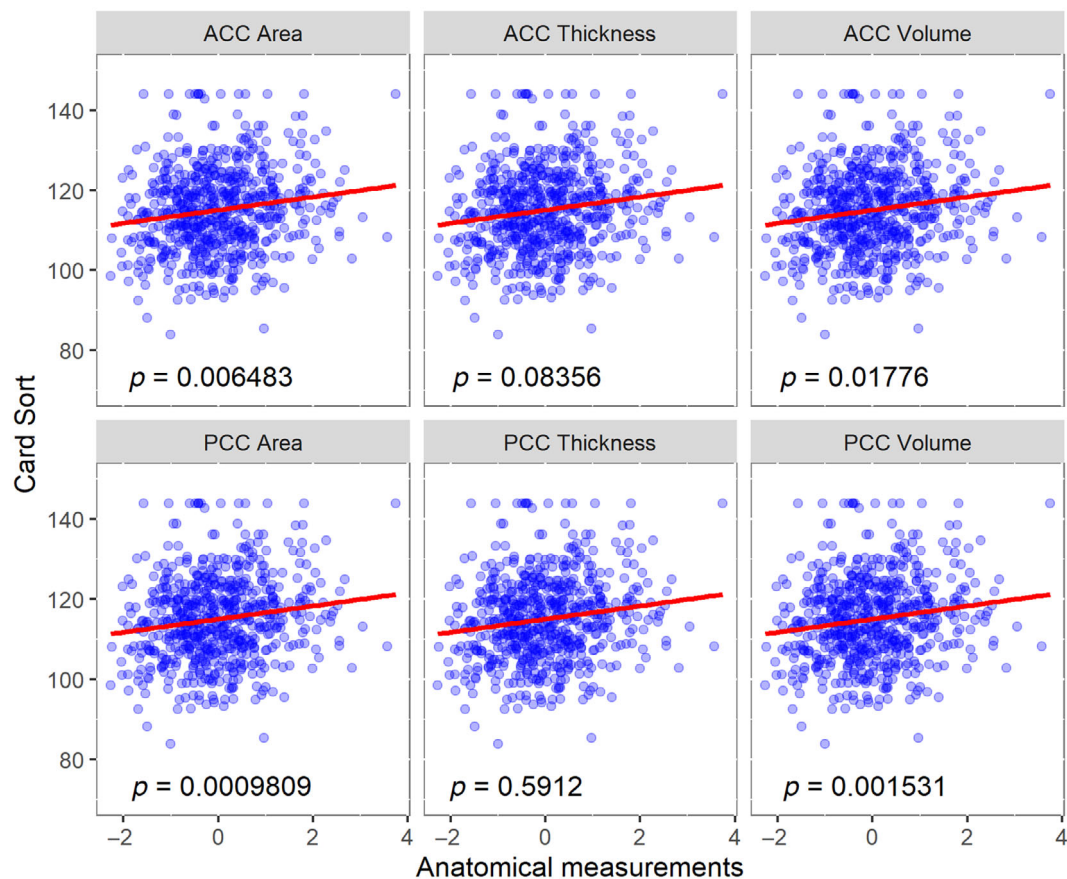 ACC Area
ACC Thickness
ACC Volume
140
120
100
80
p = 0.006483
p = 0.08356
p = 0.01776
Card Sort
PCC Area
PCC Thickness
PCC Volume
140
120
100
80
p = 0.0009809
p = 0.5912
p = 0.001531
−2 0 2 4
−2 0 2 4
−2 0 2 4
Anatomical measurements